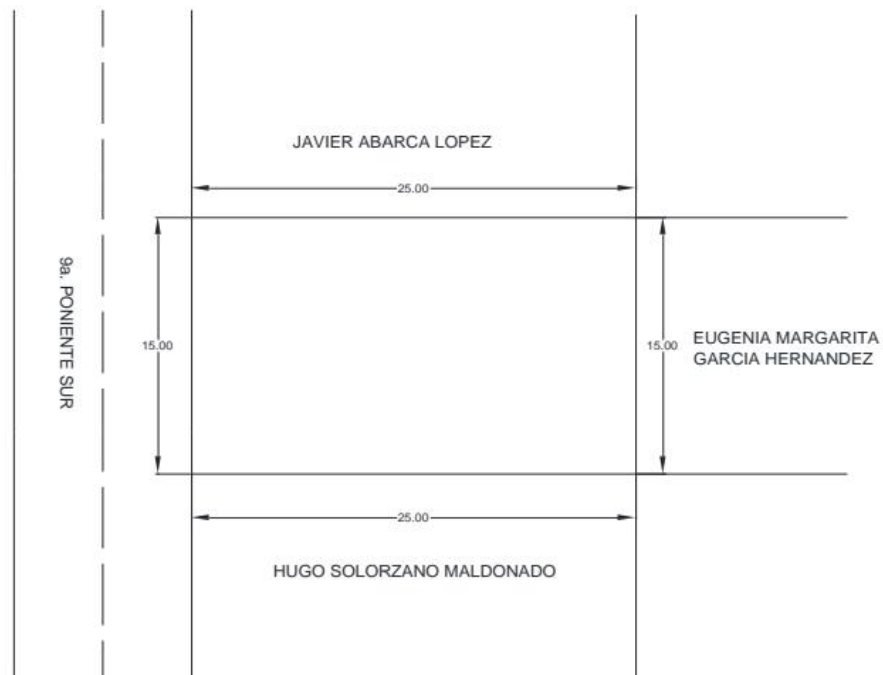 JAVIER ABARCA LOPEZ
25.00
9a. PONIENTE SUR
15.00
15.00
EUGENIA MARGARITA
GARCIA HERNANDEZ
25.00
HUGO SOLORZANO MALDONADO